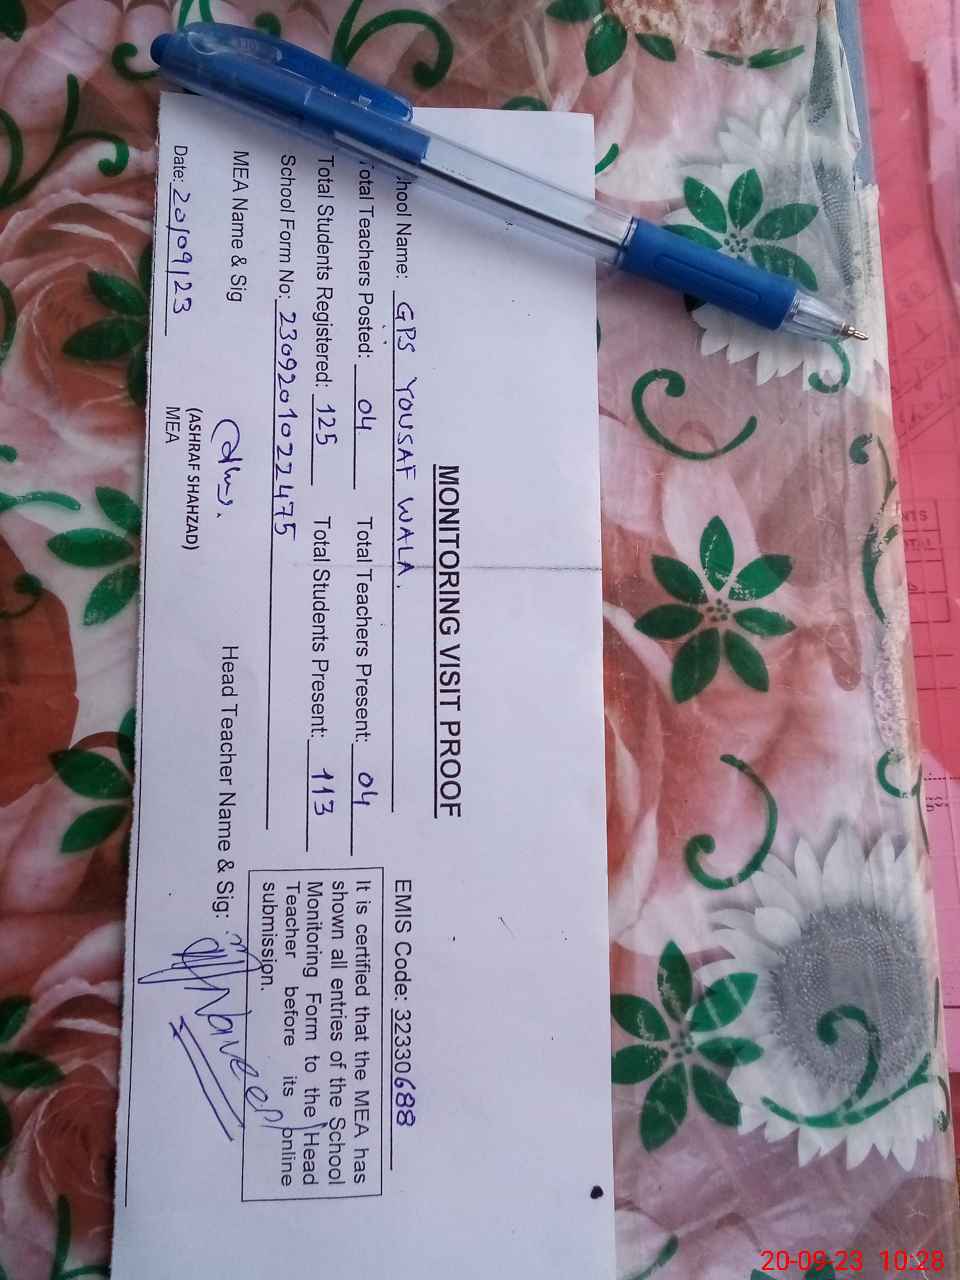 MONITORING VISIT PROOF
hool Name: GPS YOUSAF WALA. EMIS Code: 32330688
otal Teachers Posted: 04 Total Teachers Present: 04
Total Students Registered: 125 Total Students Present: 113
School Form No: 2309201022475
It is certified that the MEA has
shown all entries of the School
Monitoring Form to the Head
Teacher before its online
submission.
MEA Name & Sig Head Teacher Name & Sig: Naveed
(ASHRAF SHAHZAD)
MEA
Date: 20/09/23
20-09-23 10:28